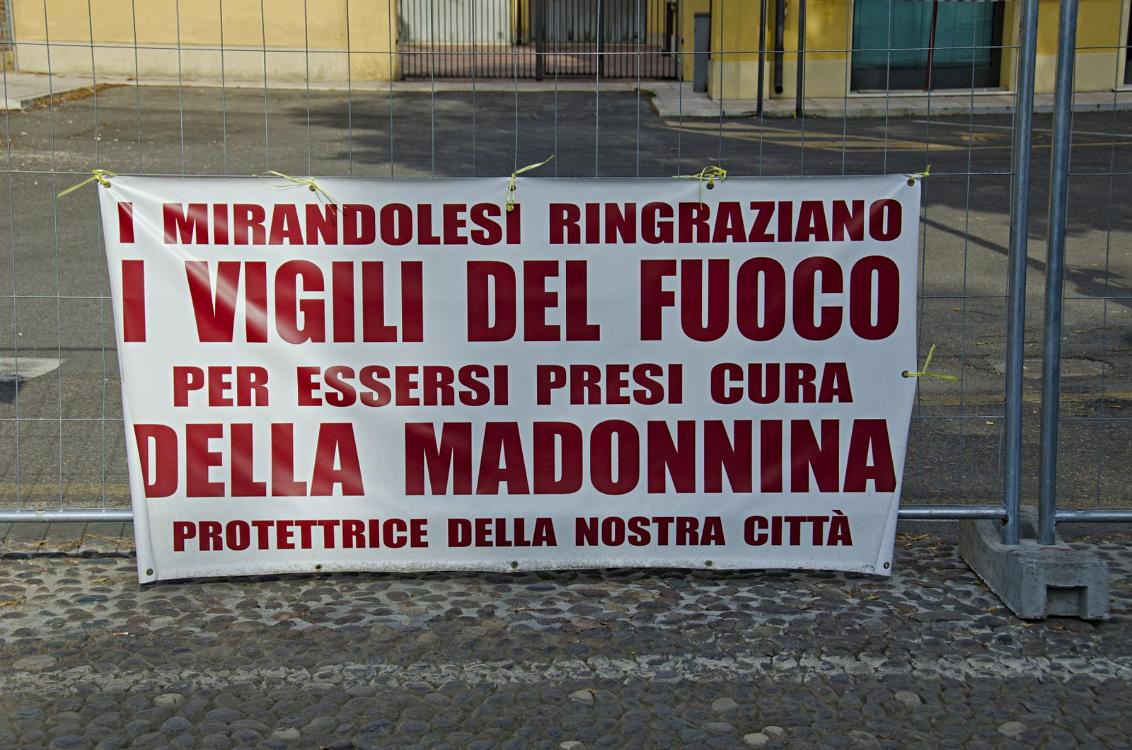 I MIRANDOLESI RINGRAZIANO
I VIGILI DEL FUOCO
PER ESSERSI PRESI CURA
DELLA MADONNINA
PROTETTRICE DELLA NOSTRA CITTÀ